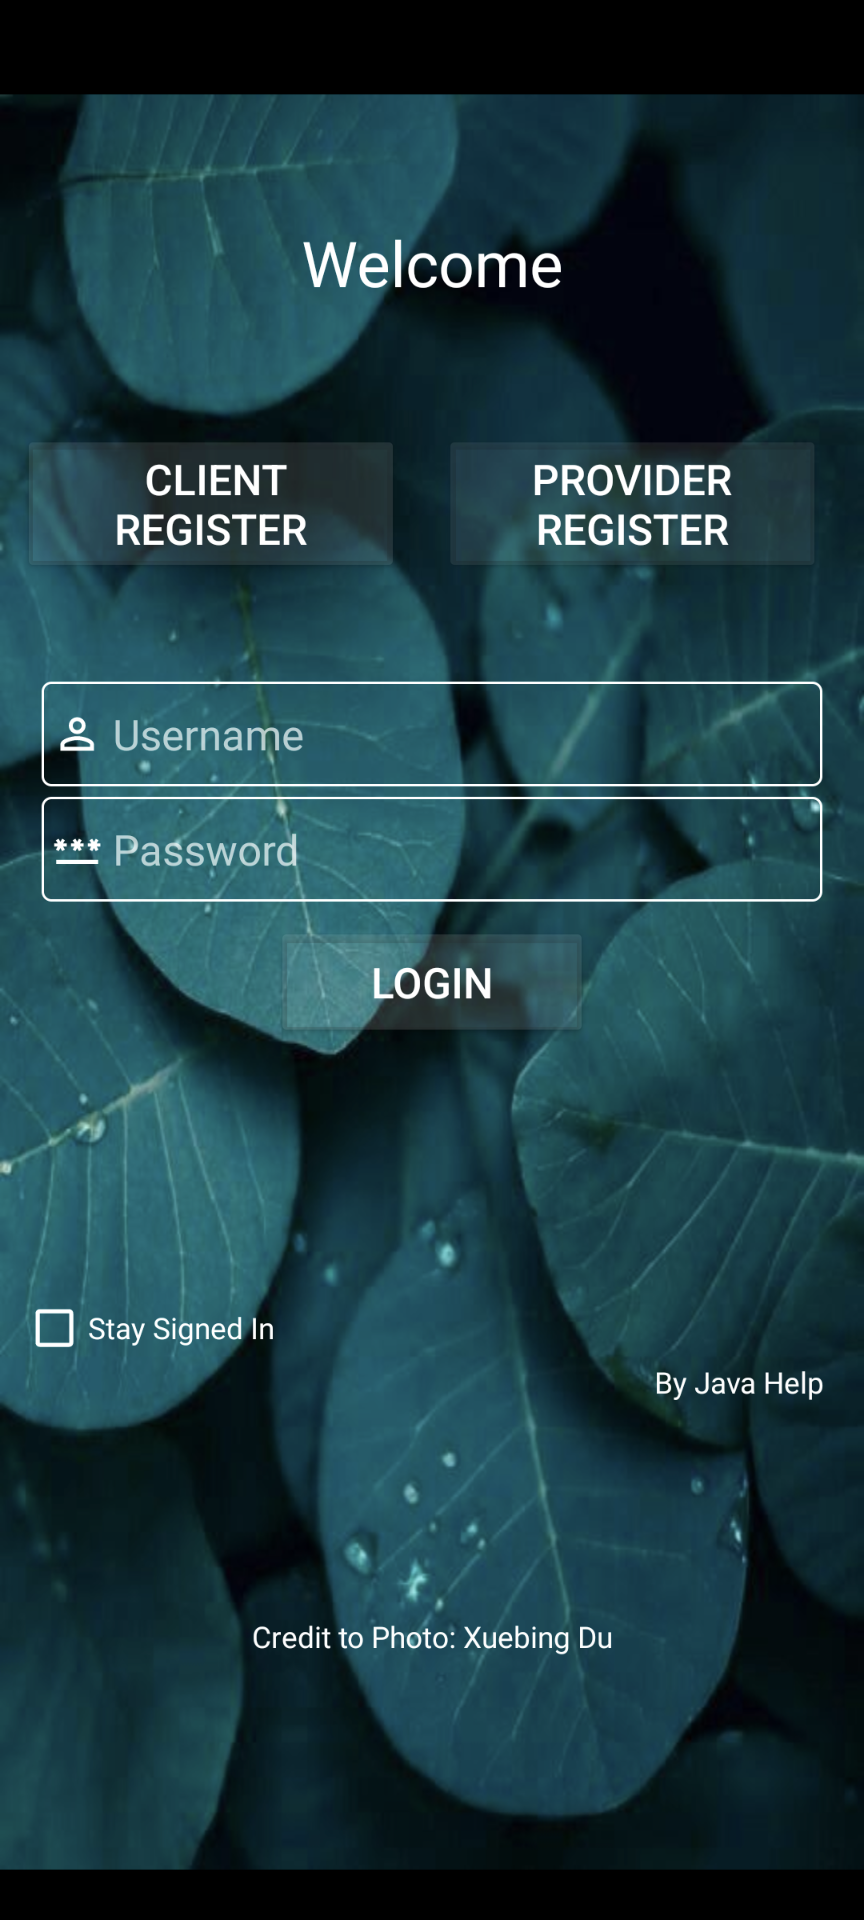 Welcome
CLIENT
REGISTER
PROVIDER
REGISTER
Username
Password
LOGIN
Stay Signed In
By Java Help
Credit to Photo: Xuebing Du